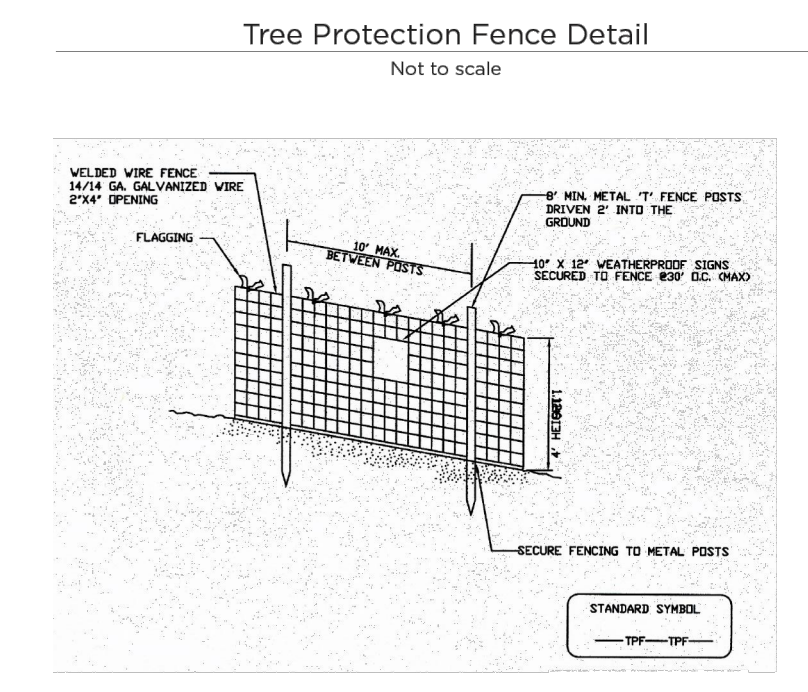 Tree Protection Fence Detail
Not to scale
WELDED WIRE FENCE
14/14 GA. GALVANIZED WIRE
2"X4" OPENING
FLAGGING
10' MAX.
BETWEEN POSTS
8' MIN. METAL 'T' FENCE POSTS
DRIVEN 2' INTO THE
GROUND
10" X 12" WEATHERPROOF SIGNS
SECURED TO FENCE @30' O.C. (MAX)
4' HEIGHT
SECURE FENCING TO METAL POSTS
STANDARD SYMBOL
TPF TPF